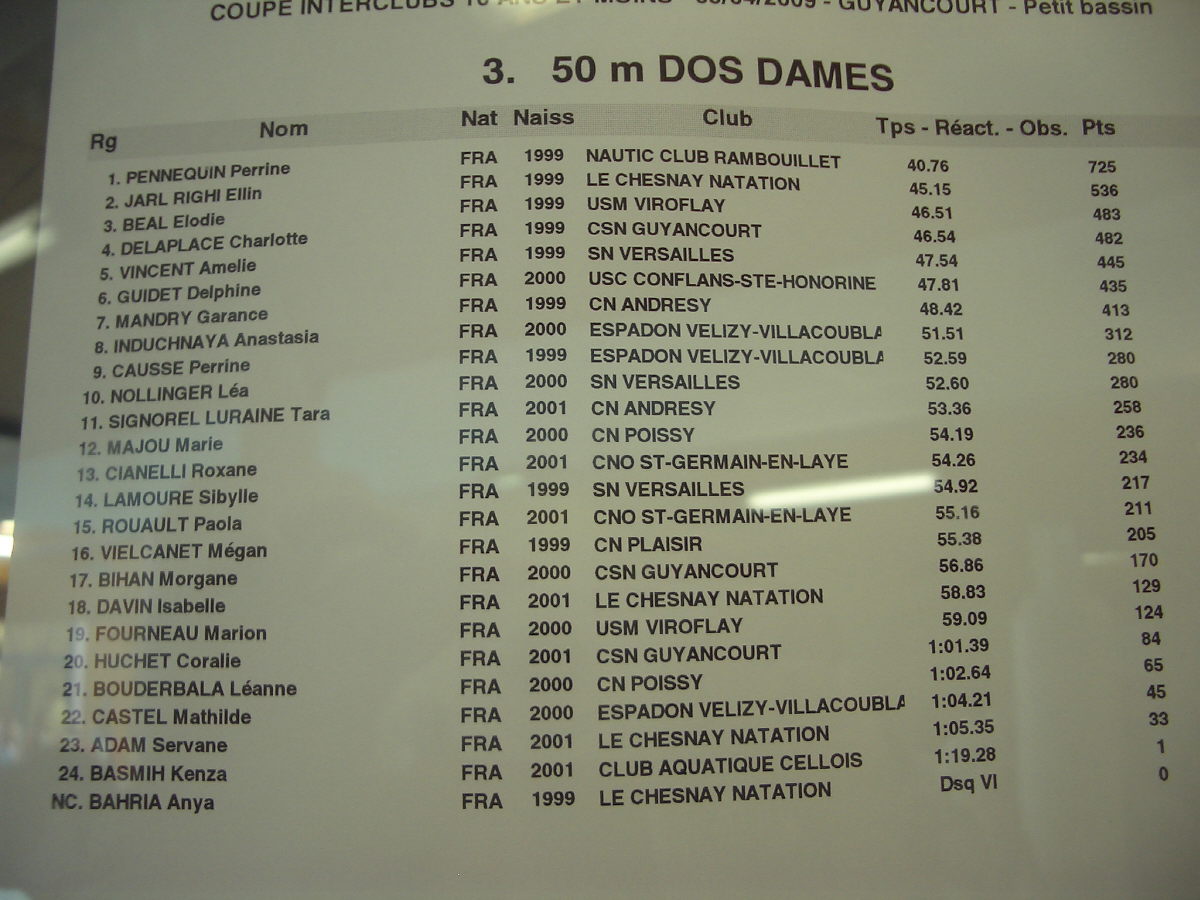 COUPE INTERCLUBS 10 ANS ET MOINS - /04/2009 - GUYANCOURT - Petit bassin
3. 50 m DOS DAMES
Rg Nom Nat Naiss Club Tps - Réact. - Obs. Pts
1. PENNEQUIN Perrine FRA 1999 NAUTIC CLUB RAMBOUILLET 40.76 725
2. JARL RIGHI Ellin FRA 1999 LE CHESNAY NATATION 45.15 536
3. BEAL Elodie FRA 1999 USM VIROFLAY 46.51 483
4. DELAPLACE Charlotte FRA 1999 CSN GUYANCOURT 46.54 482
5. VINCENT Amelie FRA 1999 SN VERSAILLES 47.54 445
6. GUIDET Delphine FRA 2000 USC CONFLANS-STE-HONORINE 47.81 435
7. MANDRY Garance FRA 1999 CN ANDRESY 48.42 413
8. INDUCHNAYA Anastasia FRA 2000 ESPADON VELIZY-VILLACOUBLA 51.51 312
9. CAUSSE Perrine FRA 1999 ESPADON VELIZY-VILLACOUBLA 52.59 280
10. NOLLINGER Léa FRA 2000 SN VERSAILLES 52.60 280
11. SIGNOREL LURAINE Tara FRA 2001 CN ANDRESY 53.36 258
12. MAJOU Marie FRA 2000 CN POISSY 54.19 236
13. CIANELLI Roxane FRA 2001 CNO ST-GERMAIN-EN-LAYE 54.26 234
14. LAMOURE Sibylle FRA 1999 SN VERSAILLES 54.92 217
15. ROUAULT Paola FRA 2001 CNO ST-GERMAIN-EN-LAYE 55.16 211
16. VIELCANET Mégan FRA 1999 CN PLAISIR 55.38 205
17. BIHAN Morgane FRA 2000 CSN GUYANCOURT 56.86 170
18. DAVIN Isabelle FRA 2001 LE CHESNAY NATATION 58.83 129
19. FOURNEAU Marion FRA 2000 USM VIROFLAY 59.09 124
20. HUCHET Coralie FRA 2001 CSN GUYANCOURT 1:01.39 84
21. BOUDERBALA Léanne FRA 2000 CN POISSY 1:02.64 65
22. CASTEL Mathilde FRA 2000 ESPADON VELIZY-VILLACOUBLA 1:04.21 45
23. ADAM Servane FRA 2001 LE CHESNAY NATATION 1:05.35 33
24. BASMIH Kenza FRA 2001 CLUB AQUATIQUE CELLOIS 1:19.28 1
NC. BAHRIA Anya FRA 1999 LE CHESNAY NATATION Dsq VI 0